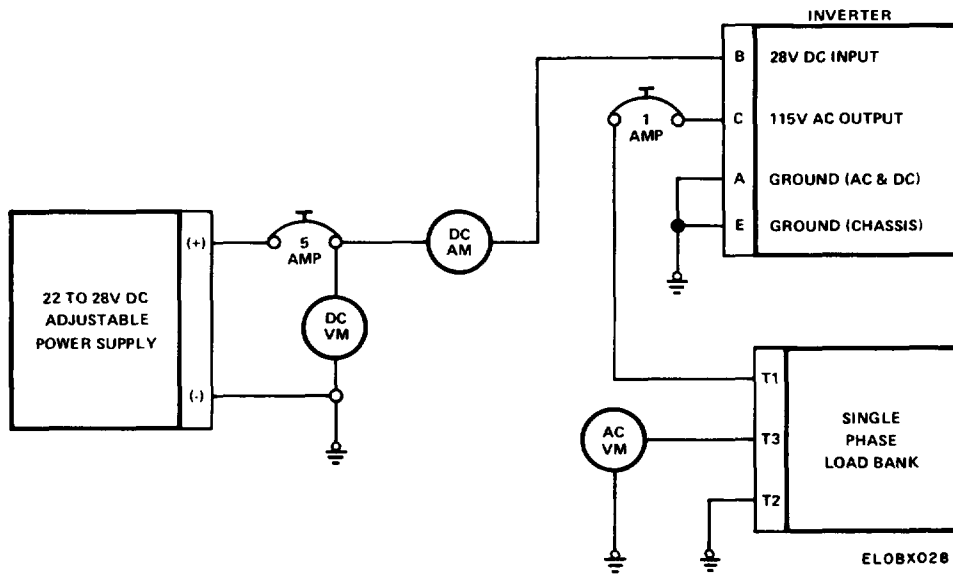 INVERTER
B 28V DC INPUT
1
AMP
C 115V AC OUTPUT
A GROUND (AC & DC)
E GROUND (CHASSIS)
(+)
5
AMP
DC
AM
22 TO 28V DC
ADJUSTABLE
POWER SUPPLY
DC
VM
(-)
T1
SINGLE
PHASE
LOAD BANK
AC
VM
T3
T2
EL0BX028